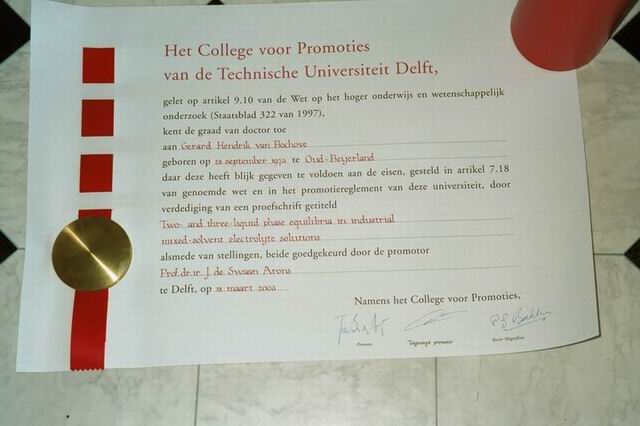 Het College voor Promoties
van de Technische Universiteit Delft,
gelet op artikel 9.10 van de Wet op het hoger onderwijs en wetenschappelijk
onderzoek (Staatsblad 322 van 1997),
kent de graad van doctor toe
aan Gerard Hendrik van Bochove
geboren op 28 september 1972 te Oud-Beijerland
daar deze heeft blijk gegeven te voldoen aan de eisen, gesteld in artikel 7.18
van genoemde wet en in het promotiereglement van deze universiteit, door
verdediging van een proefschrift getiteld
Two- and three-liquid phase equilibria in industrial
mixed-solvent electrolyte solutions
alsmede van stellingen, beide goedgekeurd door de promotor
Prof.dr.ir. J. de Swaan Arons
te Delft, op 18 maart 2003
Namens het College voor Promoties,
Promotor Toegevoegd promotor Rector Magnificus